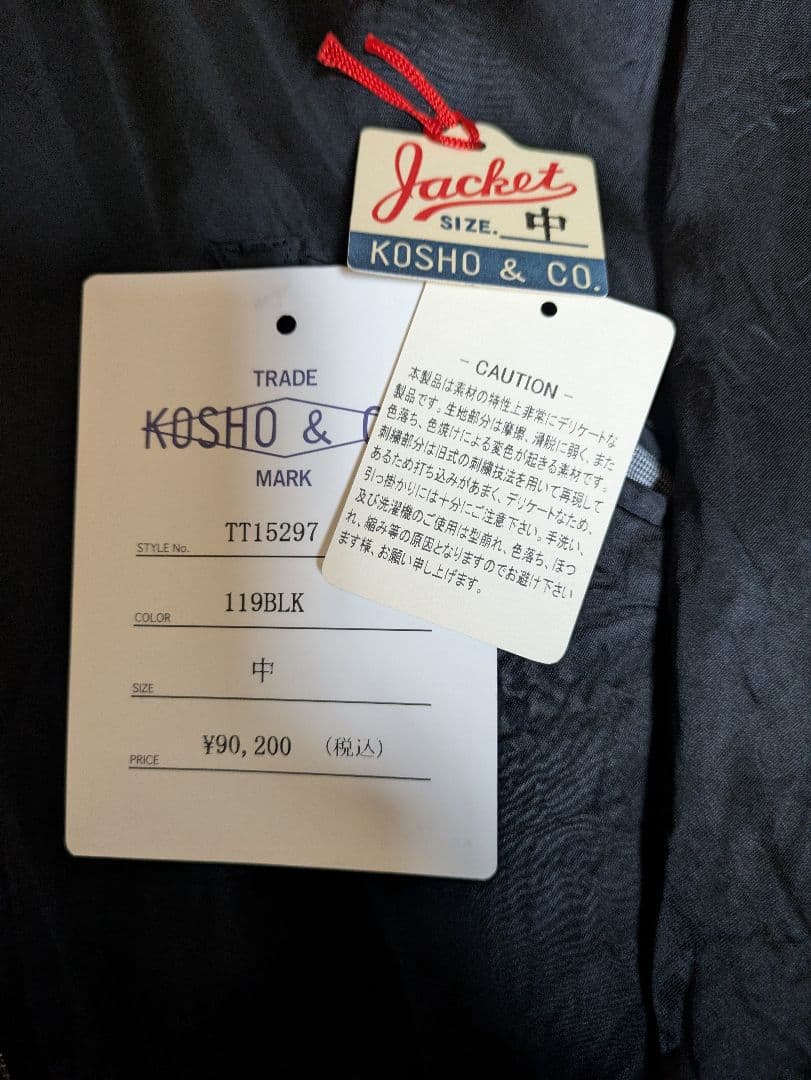 Jacket
SIZE. 中
KOSHO & CO.
TRADE
KOSHO & C
MARK
STYLE No. TT15297
COLOR 119BLK
SIZE 中
PRICE ¥90,200 (税込)
- CAUTION -
本製品は素材の特性上非常にデリケートな
製品です。生地部分は摩擦、滑脱に弱く、また
色落ち、色焼けによる変色が起きる素材です。
刺繍部分は旧式の刺繍技法を用いて再現して
あるため打ち込みがあまく、デリケートなため、
引っ掛かりには十分にご注意下さい。手洗い、
及び洗濯機のご使用は型崩れ、色落ち、ほつ
れ、縮み等の原因となりますのでお避け下さい
ます様、お願い申し上げます。